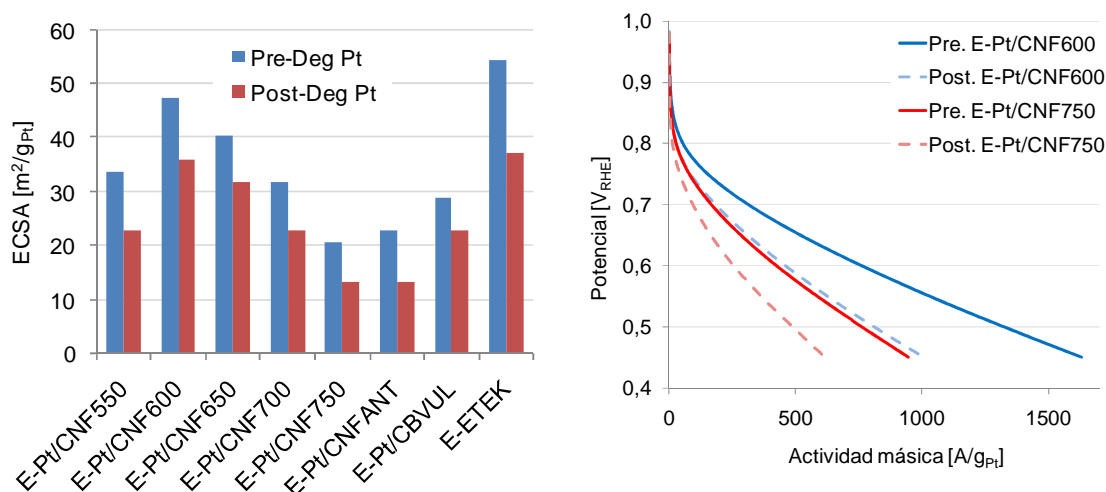 60
50
40
30
20
10
0
ECSA [m²/gPt]
Pre-Deg Pt
Post-Deg Pt
E-Pt/CNF550
E-Pt/CNF600
E-Pt/CNF650
E-Pt/CNF700
E-Pt/CNF750
E-Pt/CNFANT
E-Pt/CBVUL
E-ETEK
1,0
0,9
0,8
0,7
0,6
0,5
0,4
Potencial [VRHE]
Pre. E-Pt/CNF600
Post. E-Pt/CNF600
Pre. E-Pt/CNF750
Post. E-Pt/CNF750
0
500
1000
1500
Actividad másica [A/gPt]